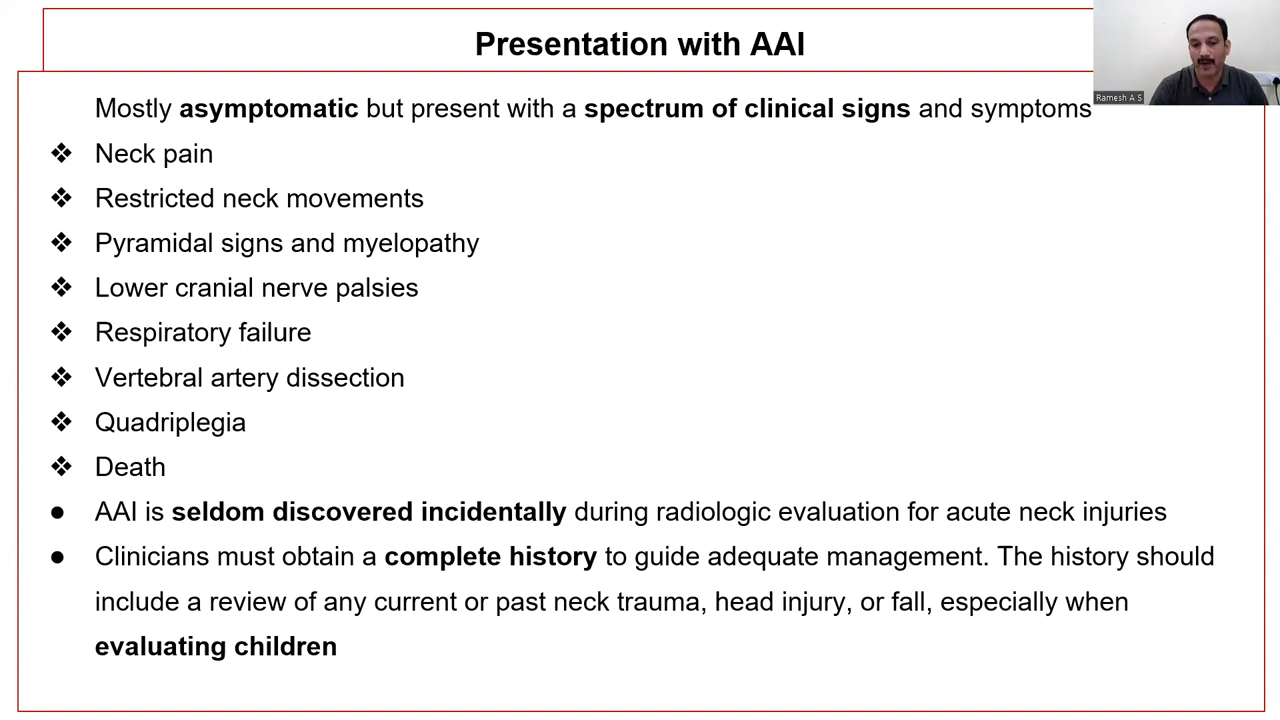 Presentation with AAI
Ramesh A S
Mostly asymptomatic but present with a spectrum of clinical signs and symptoms
❖ Neck pain
❖ Restricted neck movements
❖ Pyramidal signs and myelopathy
❖ Lower cranial nerve palsies
❖ Respiratory failure
❖ Vertebral artery dissection
❖ Quadriplegia
❖ Death
● AAI is seldom discovered incidentally during radiologic evaluation for acute neck injuries
● Clinicians must obtain a complete history to guide adequate management. The history should
include a review of any current or past neck trauma, head injury, or fall, especially when
evaluating children